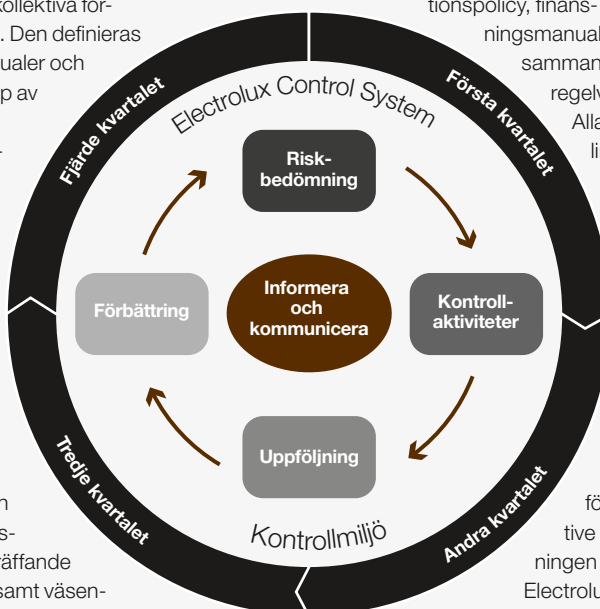 kollektiva för-
. Den definieras
ualer och
p av
tionspolicy, finans-
ningsmanual
samman
regelv
Alla
li
Fjärde kvartalet
Första kvartalet
Electrolux Control System
Risk-
bedömning
Förbättring
Informera
och
kommunicera
Kontroll-
aktiviteter
Uppföljning
Kontrollmiljö
Tredje kvartalet
Andra kvartalet
n
s-
räffande
samt väsen-
fö
tive
ningen
Electrolu